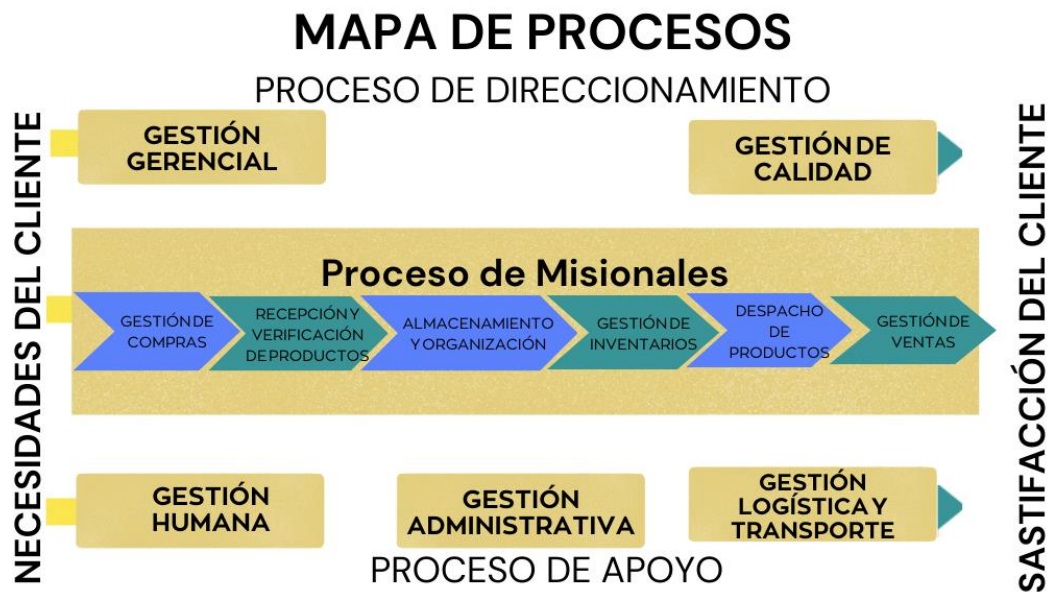 MAPA DE PROCESOS
PROCESO DE DIRECCIONAMIENTO
NECESIDADES DEL CLIENTE
GESTIÓN
GERENCIAL
GESTIÓN DE
CALIDAD
Proceso de Misionales
GESTIÓN DE
COMPRAS
RECEPCIÓN Y
VERIFICACIÓN
DE PRODUCTOS
ALMACENAMIENTO
Y ORGANIZACIÓN
GESTIÓN DE
INVENTARIOS
DESPACHO
DE
PRODUCTOS
GESTIÓN DE
VENTAS
GESTIÓN
HUMANA
GESTIÓN
ADMINISTRATIVA
GESTIÓN
LOGÍSTICA Y
TRANSPORTE
PROCESO DE APOYO
SASTIFACCIÓN DEL CLIENTE